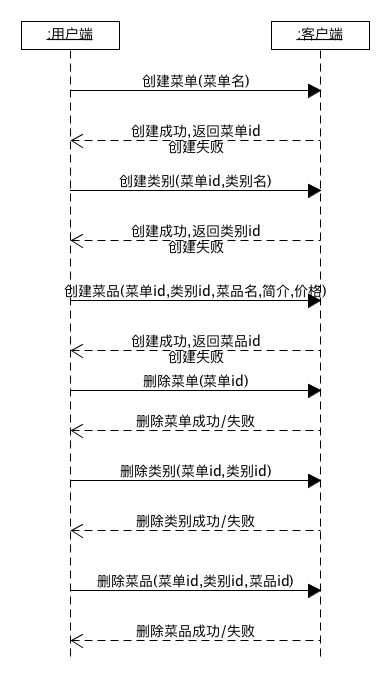 :用户端
:客户端
创建菜单(菜单名)
创建成功,返回菜单id
创建失败
创建类别(菜单id,类别名)
创建成功,返回类别id
创建失败
创建菜品(菜单id,类别id,菜品名,简介,价格)
创建成功,返回菜品id
创建失败
删除菜单(菜单id)
删除菜单成功/失败
删除类别(菜单id,类别id)
删除类别成功/失败
删除菜品(菜单id,类别id,菜品id)
删除菜品成功/失败